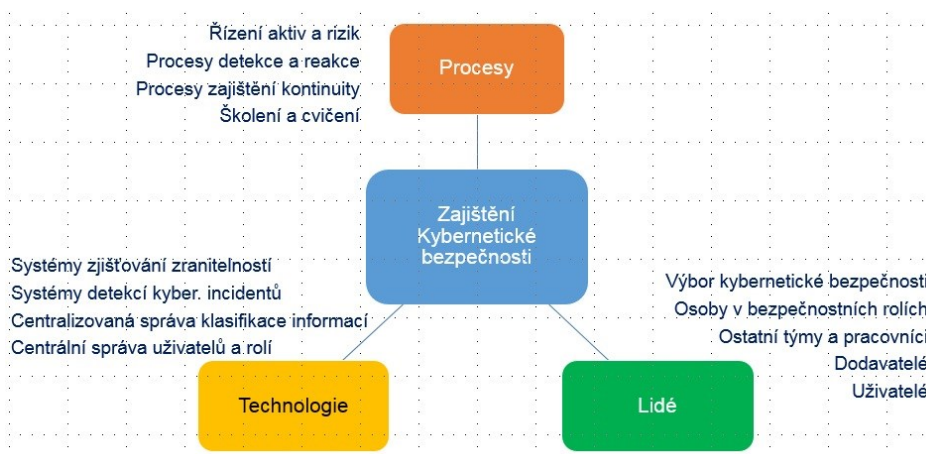 Řízení aktiv a rizik
Procesy detekce a reakce
Procesy zajištění kontinuity
Školení a cvičení
Procesy
Zajištění
Kybernetické
bezpečnosti
Systémy zjišťování zranitelností
Systémy detekcí kyber. incidentů
Centralizovaná správa klasifikace informací
Centrální správa uživatelů a rolí
Technologie
Výbor kybernetické bezpečnosti
Osoby v bezpečnostních rolích
Ostatní týmy a pracovníci
Dodavatelé
Uživatelé
Lidé